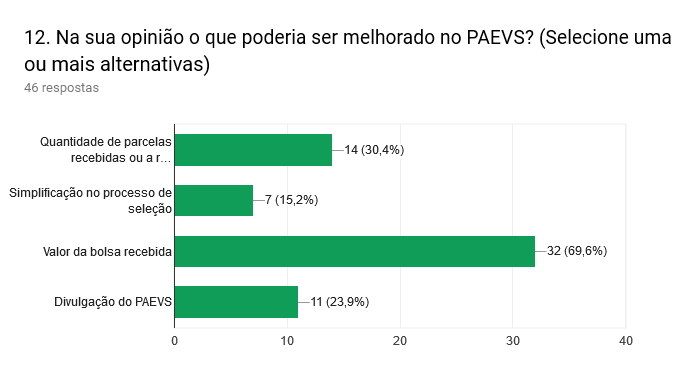 12. Na sua opinião o que poderia ser melhorado no PAEVS? (Selecione uma
ou mais alternativas)
46 respostas
Quantidade de parcelas
recebidas ou a r…
14 (30,4%)
Simplificação no processo de
seleção
7 (15,2%)
Valor da bolsa recebida
32 (69,6%)
Divulgação do PAEVS
11 (23,9%)
0 10 20 30 40